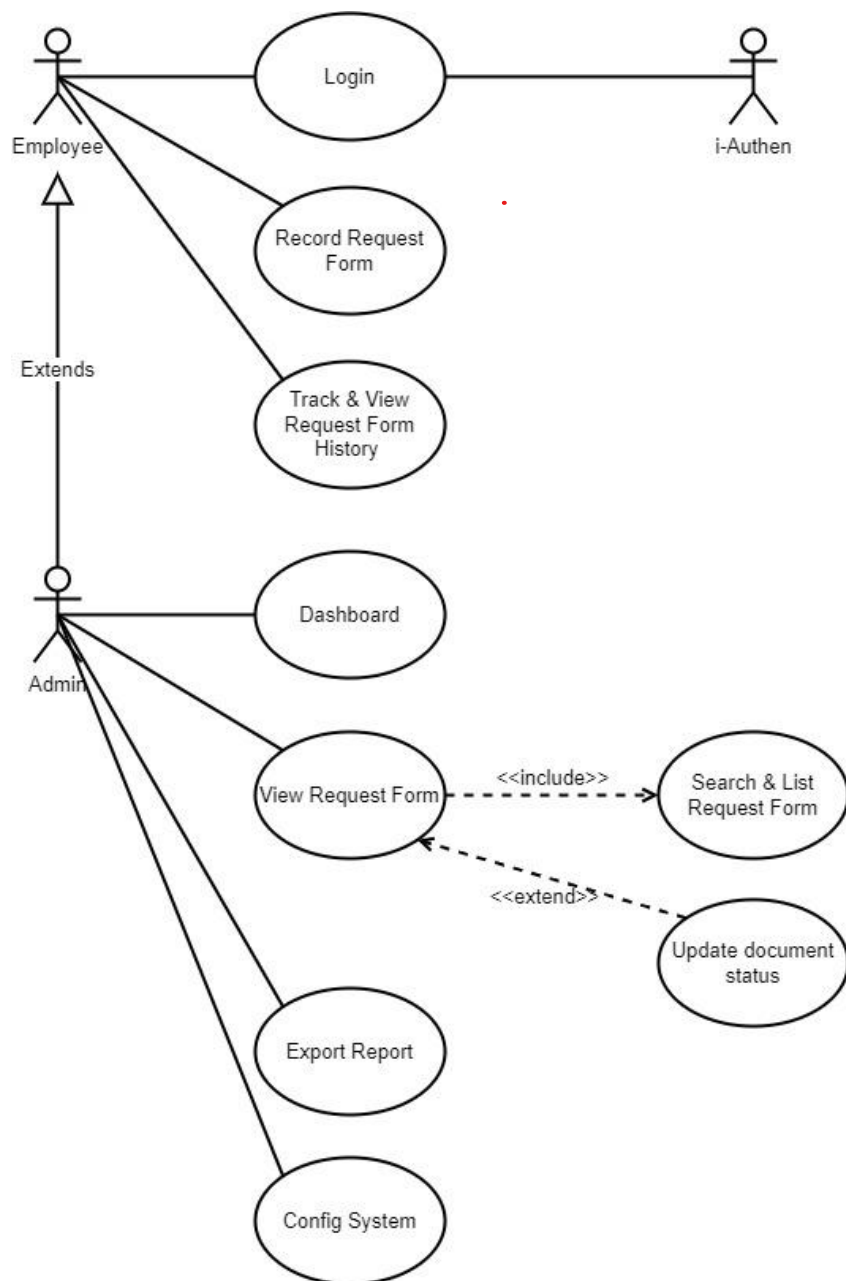 Login
Employee
i-Authen
Record Request
Form
Extends
Track & View
Request Form
History
Dashboard
Admin
View Request Form
<<include>>
Search & List
Request Form
<<extend>>
Update document
status
Export Report
Config System